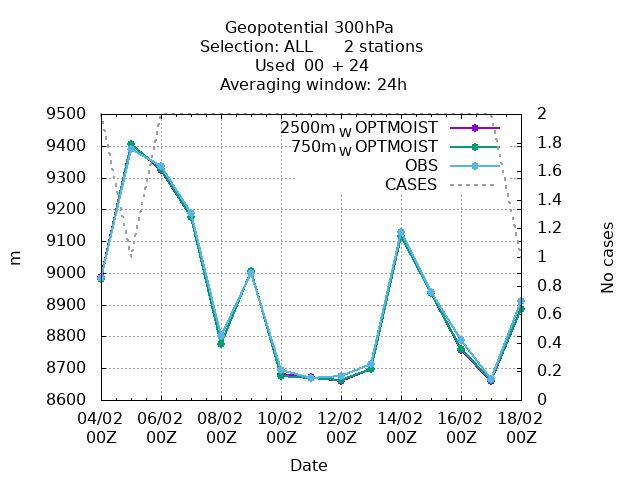 Geopotential 300hPa
Selection: ALL 2 stations
Used 00 + 24
Averaging window: 24h
9500
9400
9300
9200
9100
9000
8900
8800
8700
8600
m
2500m W OPTMOIST
750m W OPTMOIST
OBS
CASES
2
1.8
1.6
1.4
1.2
1
0.8
0.6
0.4
0.2
0
No cases
04/02 06/02 08/02 10/02 12/02 14/02 16/02 18/02
00Z 00Z 00Z 00Z 00Z 00Z 00Z 00Z
Date